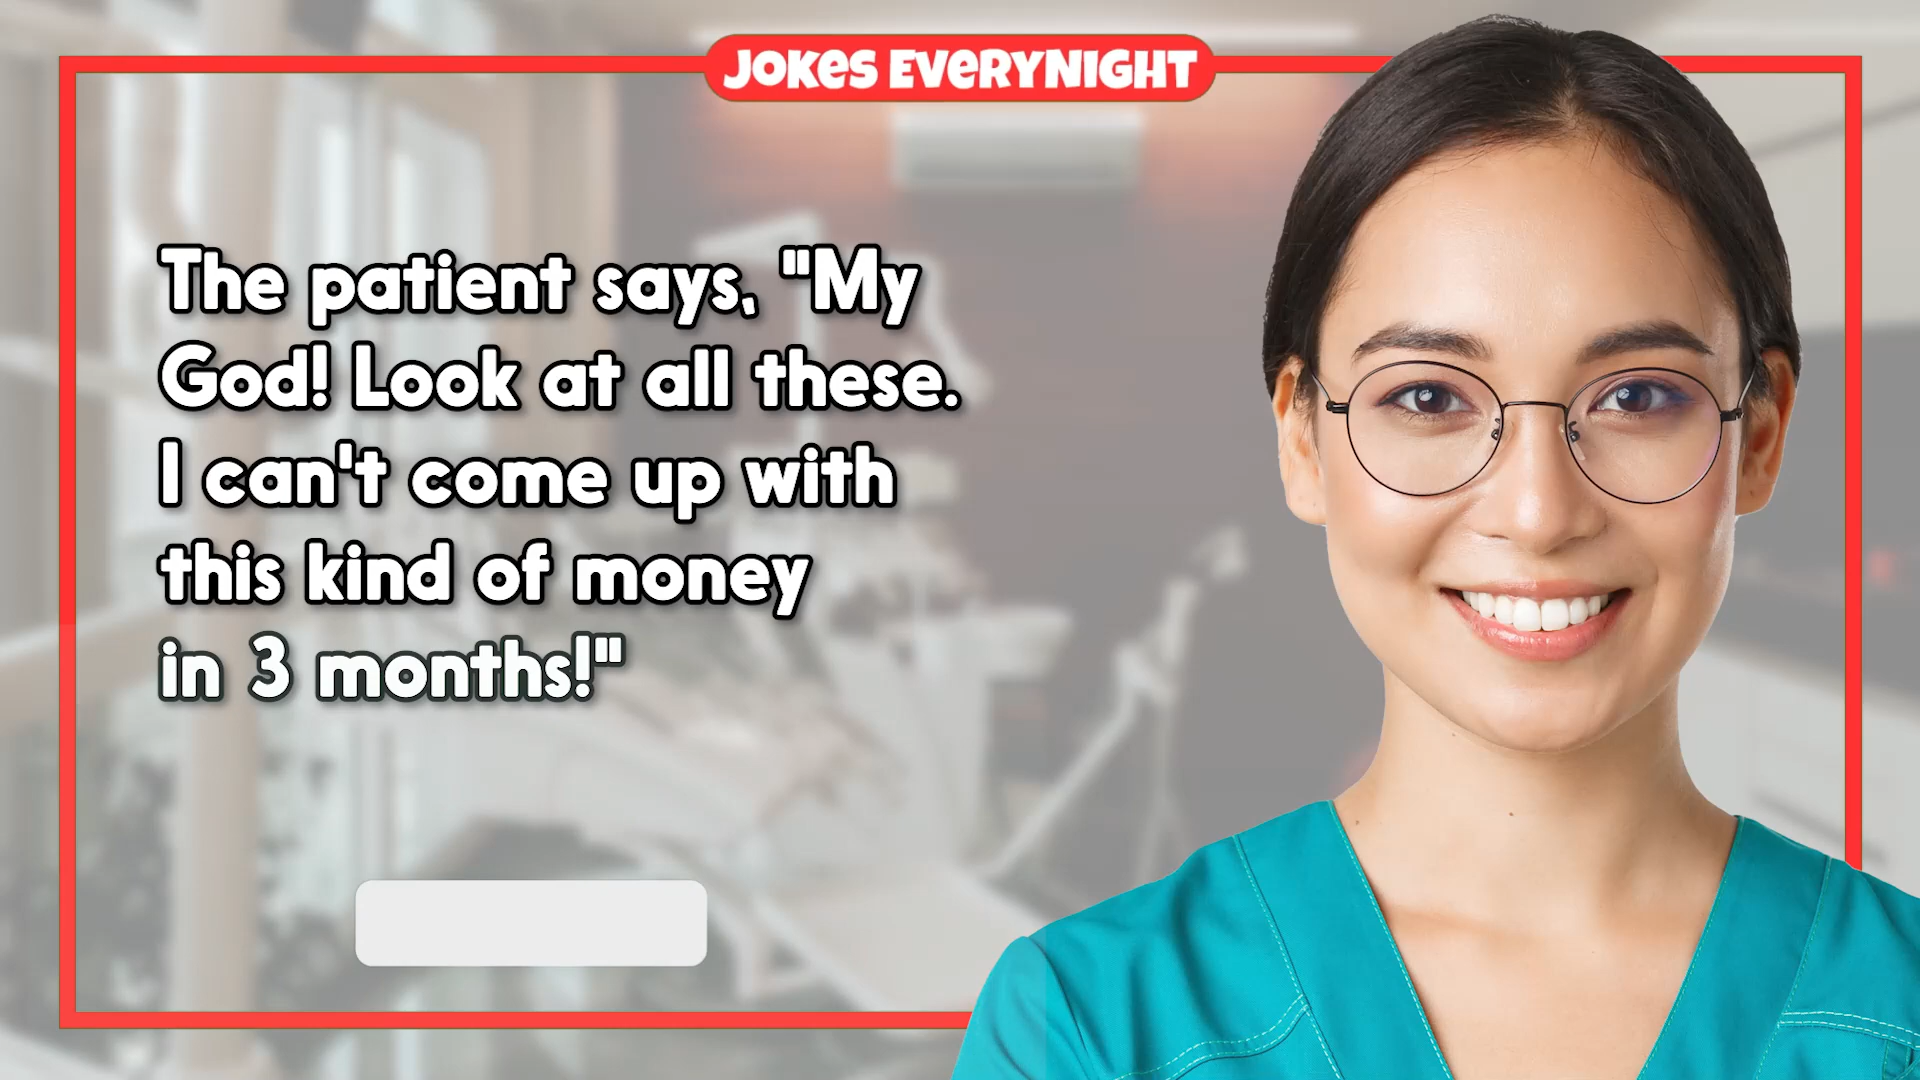 JOKES EVERYNIGHT
The patient says, "My
God! Look at all these.
I can't come up with
this kind of money
in 3 months!"